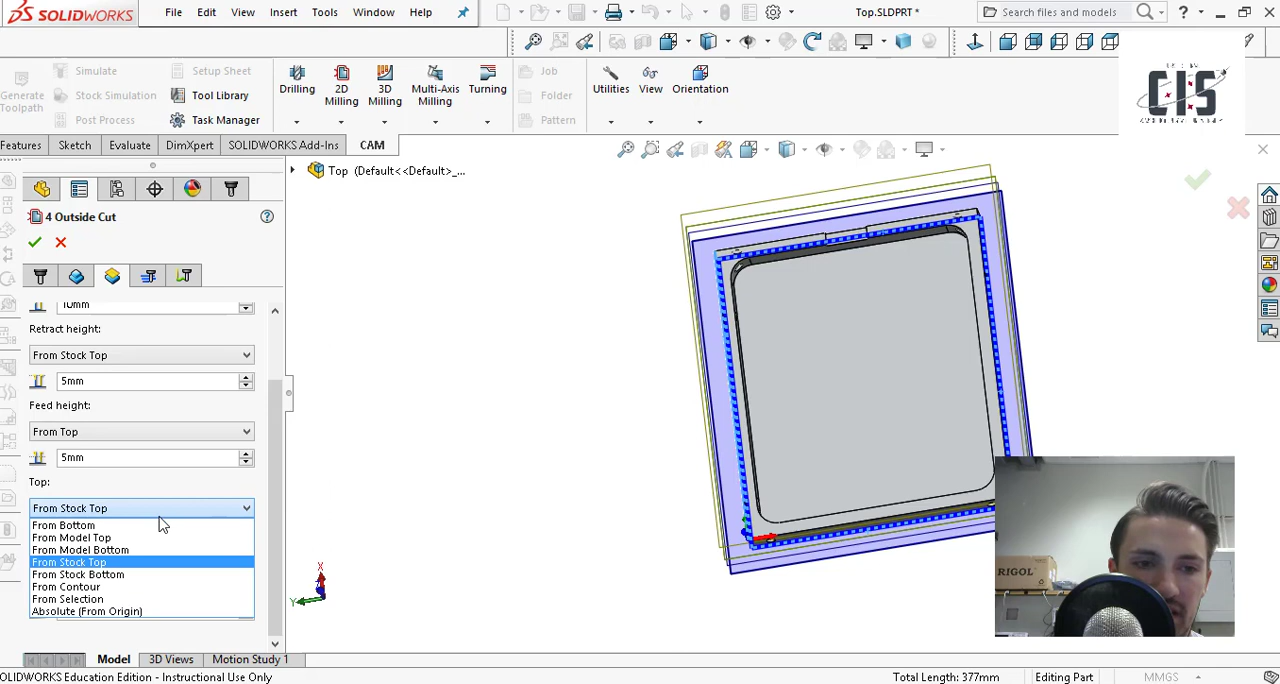 SOLIDWORKS
File Edit View Insert Tools Window Help
Top.SLDPRT *
Search files and models
Generate Toolpath
Simulate
Stock Simulation
Post Process
Setup Sheet
Tool Library
Task Manager
Drilling
2D Milling
3D Milling
Multi-Axis Milling
Turning
Job
Folder
Pattern
Utilities
View
Orientation
CIS
Features Sketch Evaluate DimXpert SOLIDWORKS Add-Ins CAM
Top (Default<<Default>_...
4 Outside Cut
10mm
Retract height:
From Stock Top
5mm
Feed height:
From Top
5mm
Top:
From Stock Top
From Bottom
From Model Top
From Model Bottom
From Stock Top
From Stock Bottom
From Contour
From Selection
Absolute (From Origin)
X
Y
RIGOL
Model 3D Views Motion Study 1
SOLIDWORKS Education Edition - Instructional Use Only
Total Length: 377mm
Editing Part
MMGS